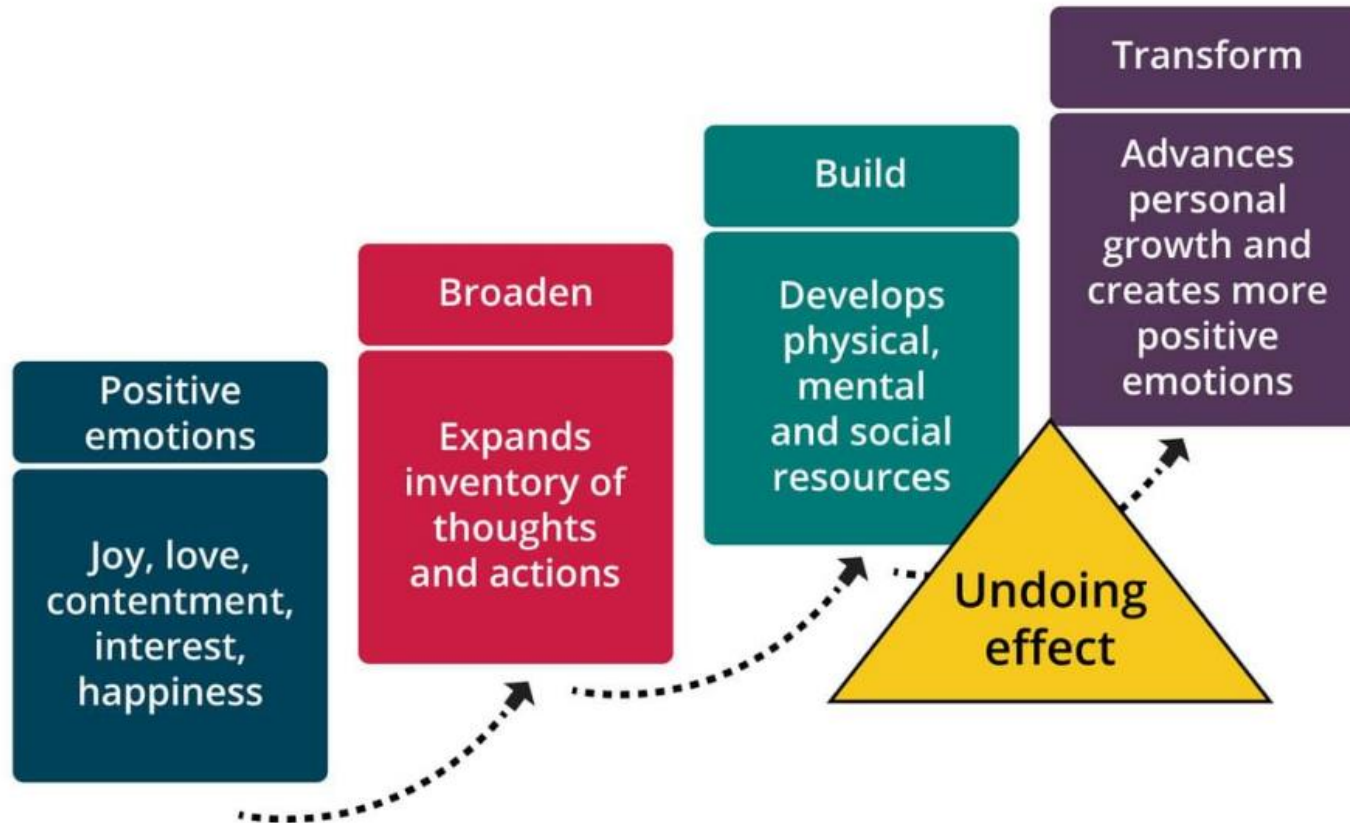 Positive
emotions
Joy, love,
contentment,
interest,
happiness
Broaden
Expands
inventory of
thoughts
and actions
Build
Develops
physical,
mental
and social
resources
Transform
Advances
personal
growth and
creates more
positive
emotions
Undoing
effect